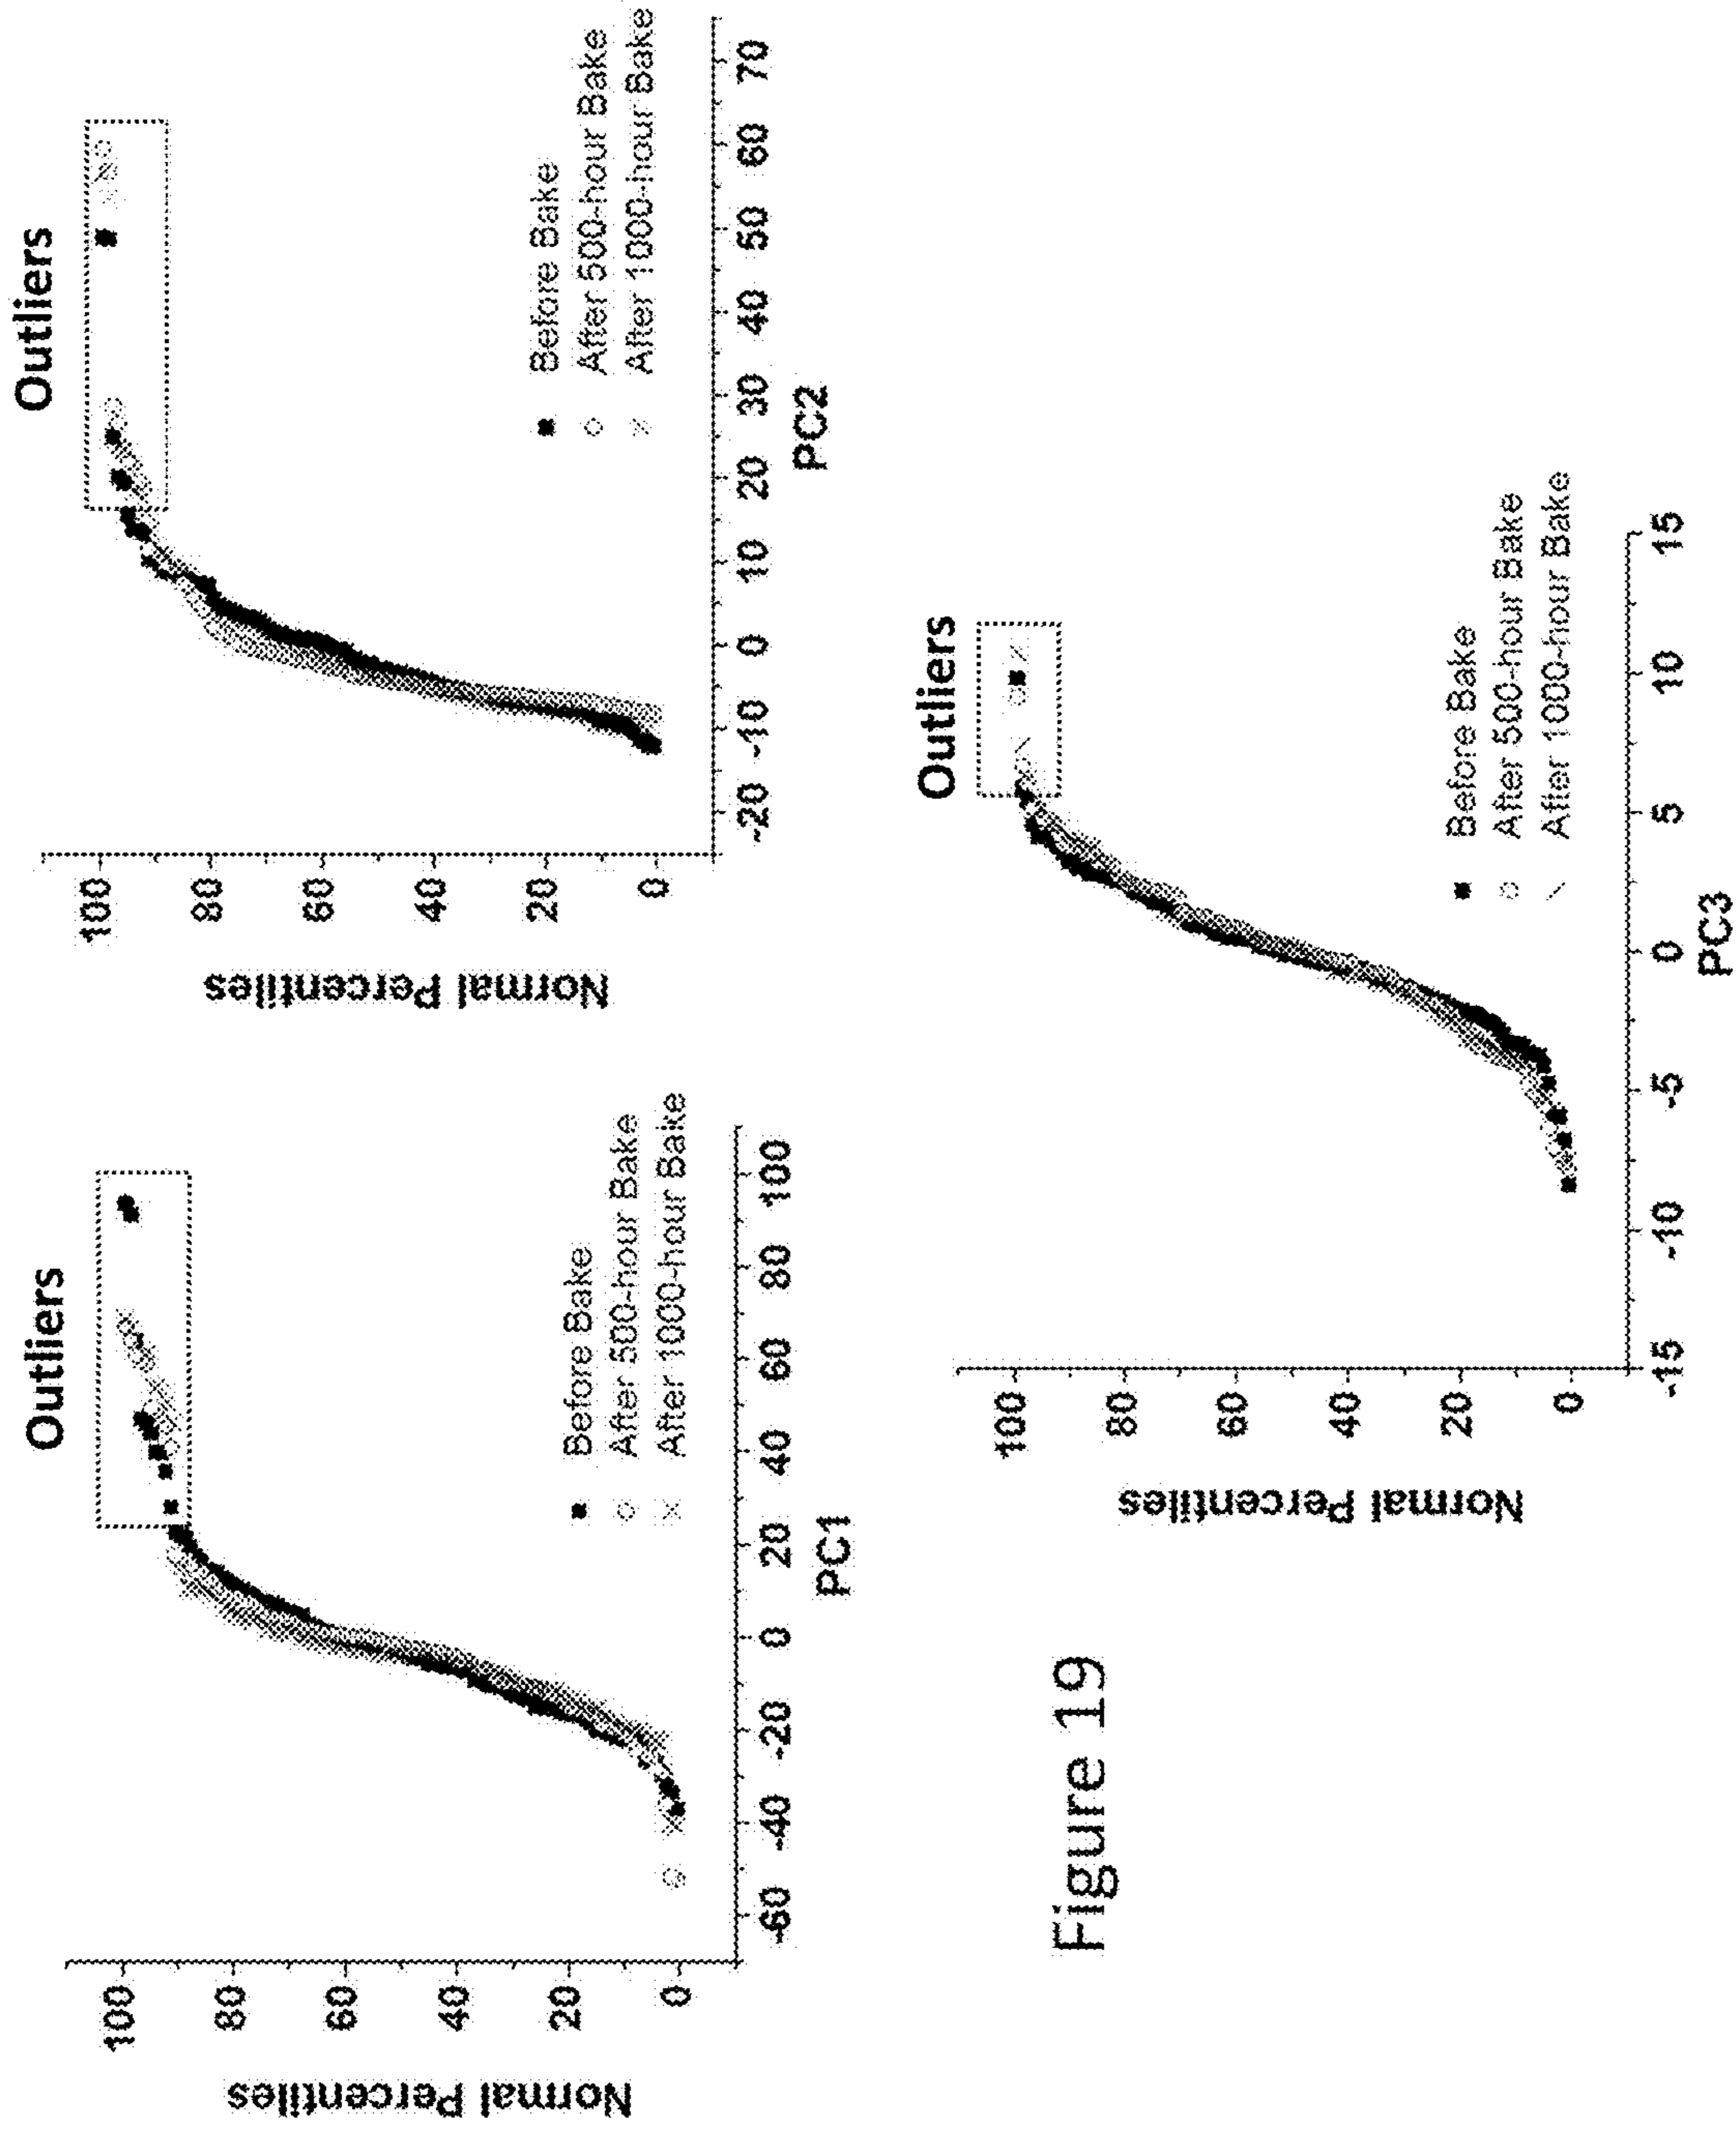 Outliers
Normal Percentiles
100
80
60
40
20
0
Before Bake
After 500-hour Bake
After 1000-hour Bake
-60 -40 -20 0 20 40 60 80 100
PC1
Outliers
Normal Percentiles
100
80
60
40
20
0
Before Bake
After 500-hour Bake
After 1000-hour Bake
-20 -10 0 10 20 30 40 50 60 70
PC2
Outliers
Normal Percentiles
100
80
60
40
20
0
Before Bake
After 500-hour Bake
After 1000-hour Bake
-15 -10 -5 0 5 10 15
PC3
Figure 19